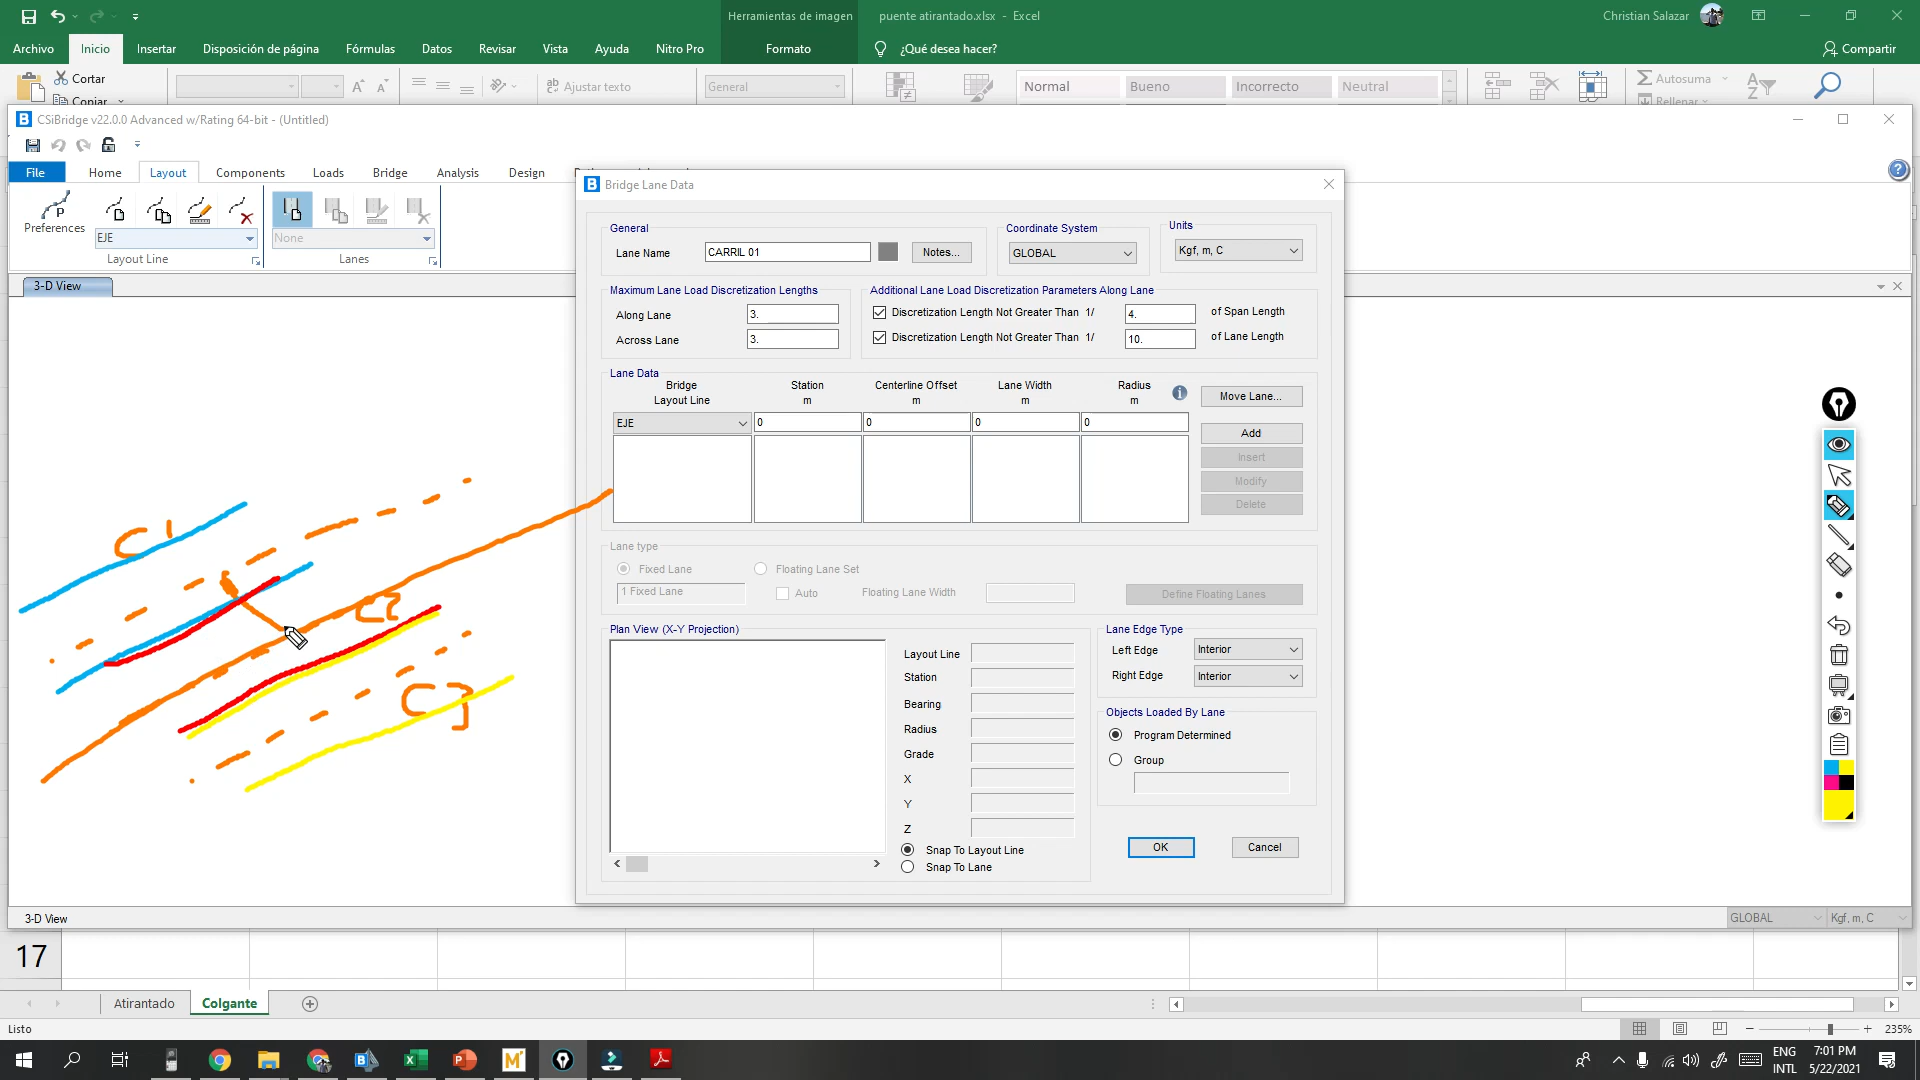 Herramientas de imagen puente atirantado.xlsx - Excel Christian Salazar
Archivo Inicio Insertar Disposición de página Fórmulas Datos Revisar Vista Ayuda Nitro Pro Formato ¿Qué desea hacer? Compartir
Cortar Ajustar texto General Normal Bueno Incorrecto Neutral Autosuma
Copiar Rellenar
CSiBridge v22.0.0 Advanced w/Rating 64-bit - (Untitled)
File Home Layout Components Loads Bridge Analysis Design
Preferences
EJE None
Layout Line Lanes
3-D View
Bridge Lane Data
General
Lane Name CARRIL 01 Notes...
Coordinate System
GLOBAL
Units
Kgf, m, C
Maximum Lane Load Discretization Lengths
Along Lane 3.
Across Lane 3.
Additional Lane Load Discretization Parameters Along Lane
Discretization Length Not Greater Than 1/ 4. of Span Length
Discretization Length Not Greater Than 1/ 10. of Lane Length
Lane Data
Bridge Layout Line Station m Centerline Offset m Lane Width m Radius m
EJE 0 0 0 0
Move Lane...
Add
Insert
Modify
Delete
Lane type
Fixed Lane Floating Lane Set
1 Fixed Lane Auto Floating Lane Width Define Floating Lanes
Plan View (X-Y Projection)
Layout Line
Station
Bearing
Radius
Grade
X
Y
Z
Snap To Layout Line
Snap To Lane
Lane Edge Type
Left Edge Interior
Right Edge Interior
Objects Loaded By Lane
Program Determined
Group
OK Cancel
C1
C2
C3
3-D View GLOBAL Kgf, m, C
17
Atirantado Colgante
Listo 235%
ENG 7:01 PM
INTL 5/22/2021